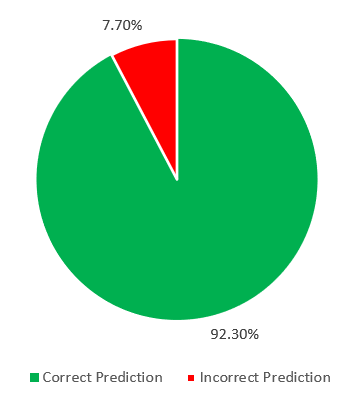 7.70%
92.30%
Correct Prediction
Incorrect Prediction